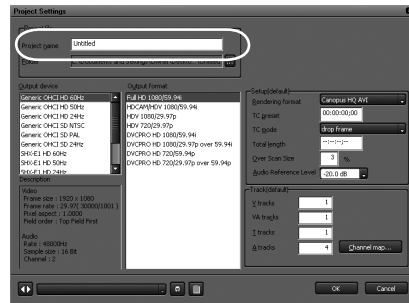 Project Settings
Project name
Untitled
Folder
Output device
Generic OHCI HD 60Hz
Generic OHCI HD 50Hz
Generic OHCI HD 24Hz
Generic OHCI SD NTSC
Generic OHCI SD PAL
Generic OHCI SD 24Hz
SHX-E1 HD 60Hz
SHX-E1 HD 50Hz
SHX-E1 HD 24Hz
Output format
Full HD 1080/59.94i
HDCAM/HDV 1080/59.94i
HDV 1080/29.97p
HDV 720/29.97p
DVCPRO HD 1080/59.94i
DVCPRO HD 1080/29.97p over 59.94i
DVCPRO HD 720/59.94p
DVCPRO HD 720/29.97p over 59.94p
Description
Video
Frame size : 1920 x 1080
Frame rate : 29.97( 30000/1001 )
Pixel aspect : 1.0000
Field order : Top Field First
Audio
Rate : 48000Hz
Sample size : 16 Bit
Channel : 2
Setup(default)
Rendering format
Canopus HQ AVI
TC preset
00:00:00;00
TC mode
drop frame
Total length
--:--:--;--
Over Scan Size
3 %
Audio Reference Level
-20.0 dB
Track(default)
V tracks
1
VA tracks
1
T tracks
1
A tracks
4
Channel map...
OK
Cancel